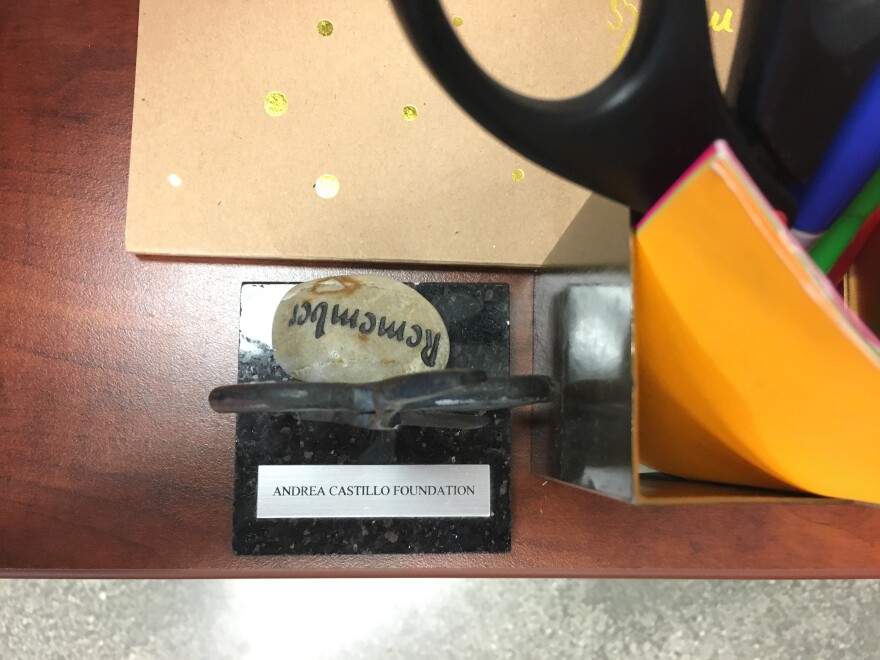 Remember
ANDREA CASTILLO FOUNDATION